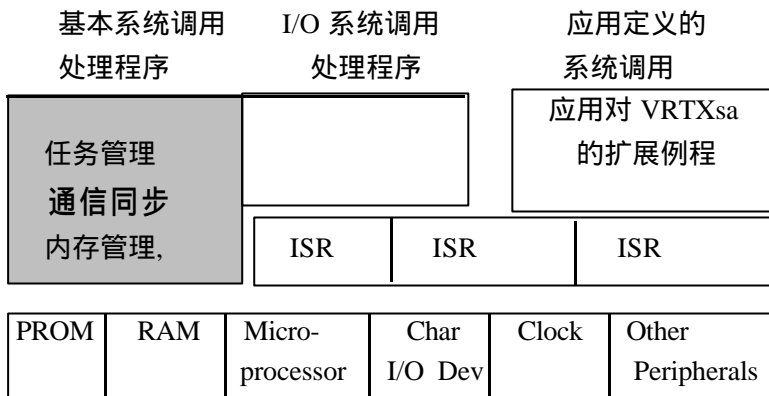 基本系统调用 I/O 系统调用 应用定义的
处理程序 处理程序 系统调用
应用对 VRTXsa
任务管理 的扩展例程
通信同步
内存管理, ISR ISR ISR
PROM RAM Micro- Char Clock Other
processor I/O Dev Peripherals